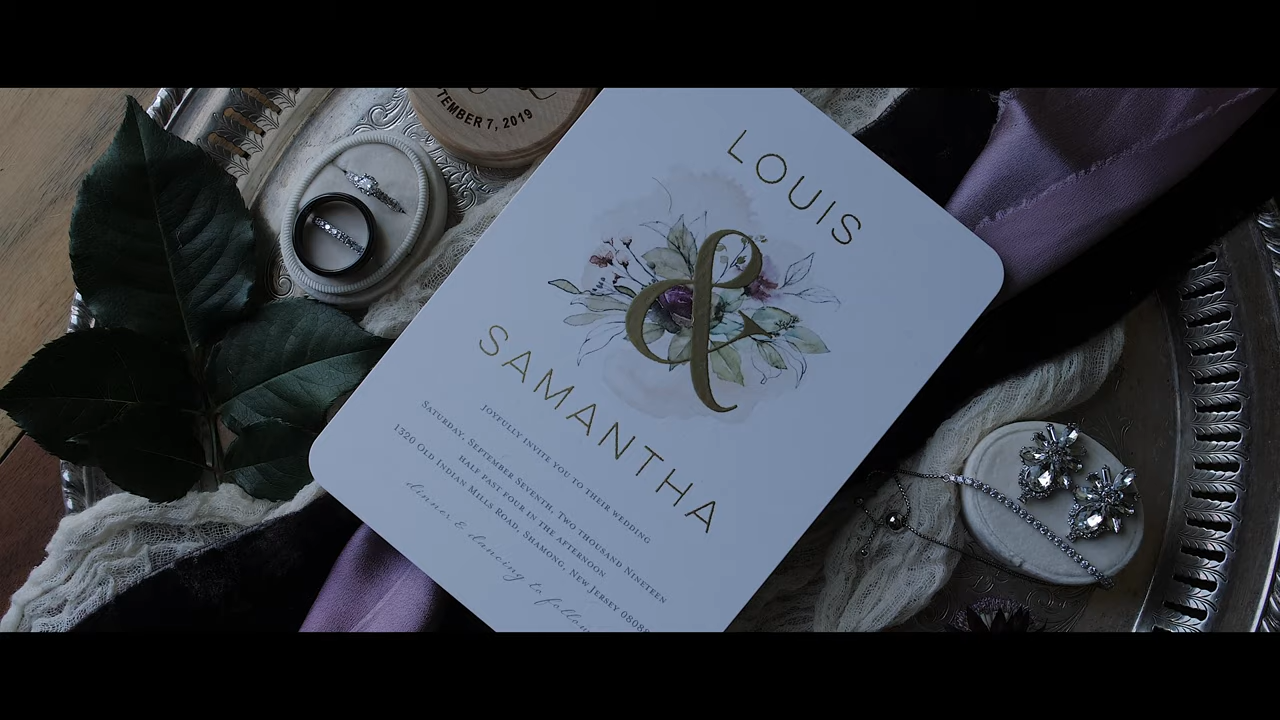 TEMBER 7, 2019
LOUIS
&
SAMANTHA
JOYFULLY INVITE YOU TO THEIR WEDDING
SATURDAY, SEPTEMBER SEVENTH, TWO THOUSAND NINETEEN
HALF PAST FOUR IN THE AFTERNOON
1320 OLD INDIAN MILLS ROAD, SHAMONG, NEW JERSEY 08088
dinner & dancing to follow